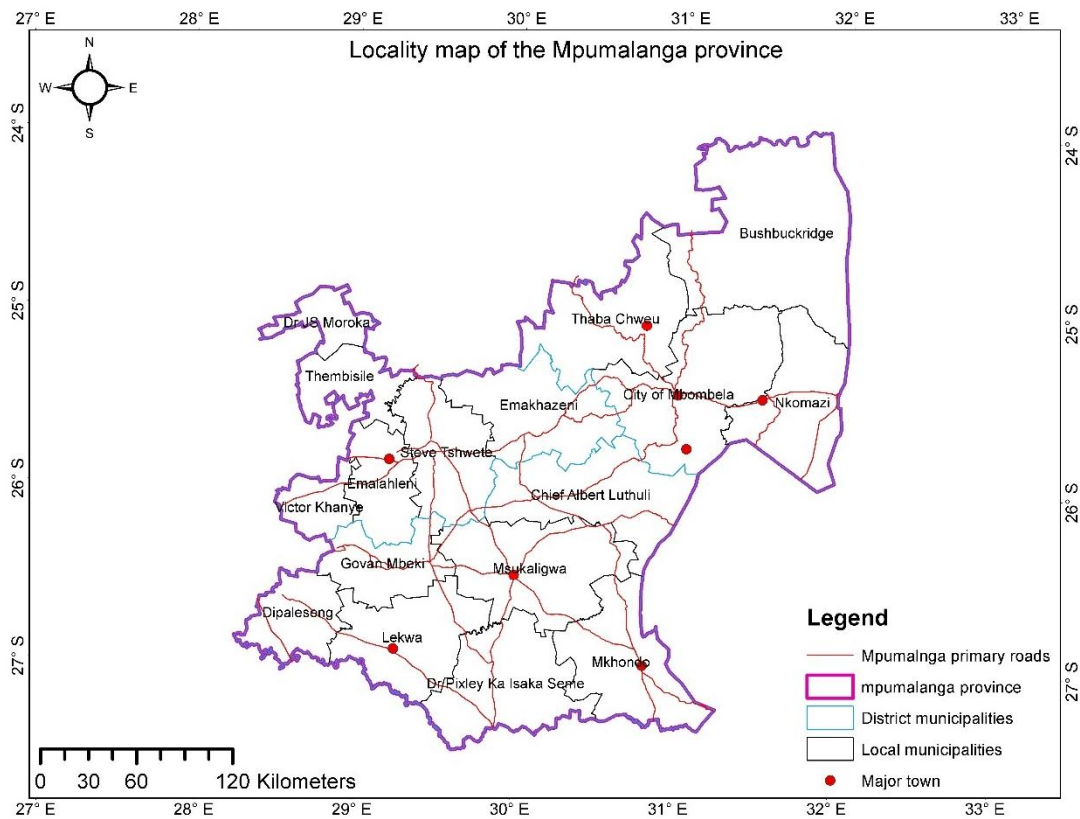 27° E 28° E 29° E 30° E 31° E 32° E 33° E
Locality map of the Mpumalanga province
N
W E
S
24° S
24° S
Bushbuckridge
25° S
25° S
Thaba Chweu
Dr JS Moroka
Thembisile
City of Mbombela
Emakhazeni
Nkomazi
Steve Tshwete
26° S
26° S
Emalahleni
Chief Albert Luthuli
Victor Khanye
Govan Mbeki
Msukaligwa
Dipaleseng
Lekwa
27° S
27° S
Mkhondo
Dr Pixley Ka Isaka Seme
Legend
Mpumalnga primary roads
mpumalanga province
District municipalities
Local municipalities
Major town
0 30 60 120 Kilometers
27° E 28° E 29° E 30° E 31° E 32° E 33° E